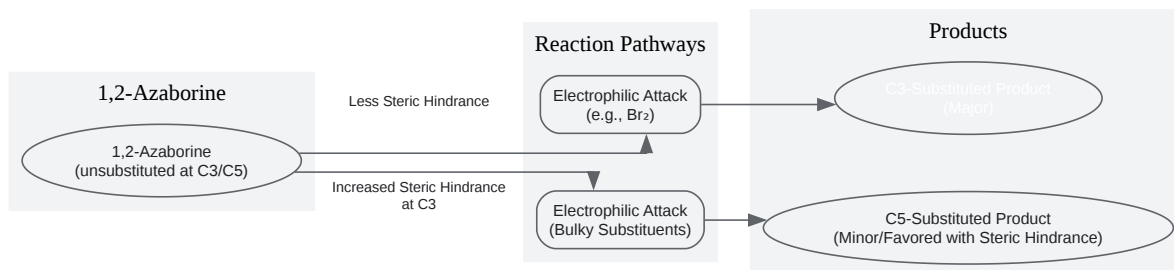 1,2-Azaborine
1,2-Azaborine
(unsubstituted at C3/C5)
Less Steric Hindrance
Increased Steric Hindrance
at C3
Reaction Pathways
Electrophilic Attack
(e.g., Br₂)
Electrophilic Attack
(Bulky Substituents)
Products
C3-Substituted Product
(Major)
C5-Substituted Product
(Minor/Favored with Steric Hindrance)